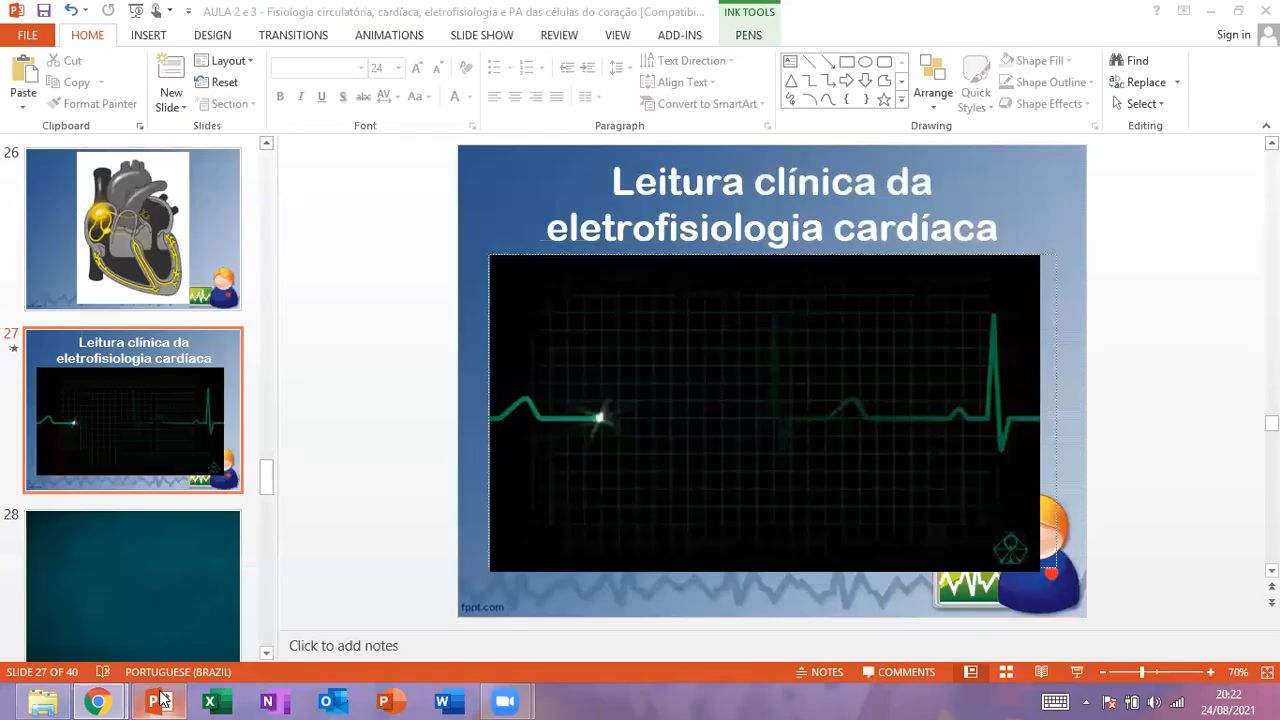 AULA 2 e 3 - Fisiologia circulatória, cardíaca, eletrofisiologia e PA das células do coração [Compatibi...
INK TOOLS
FILE HOME INSERT DESIGN TRANSITIONS ANIMATIONS SLIDE SHOW REVIEW VIEW ADD-INS PENS
Sign in
Paste
Cut
Copy
Format Painter
Clipboard
New
Slide
Layout
Reset
Section
Slides
24
B I U S abc AV Aa A
Font
Text Direction
Align Text
Convert to SmartArt
Paragraph
Arrange
Quick
Styles
Shape Fill
Shape Outline
Shape Effects
Drawing
Find
Replace
Select
Editing
26
27
Leitura clínica da
eletrofisiologia cardíaca
28
Leitura clínica da
eletrofisiologia cardíaca
fppt.com
Click to add notes
SLIDE 27 OF 40 PORTUGUESE (BRAZIL) NOTES COMMENTS 70%
20:22
24/08/2021